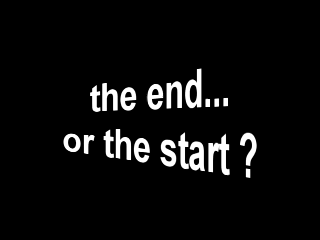 the end...
or the start ?